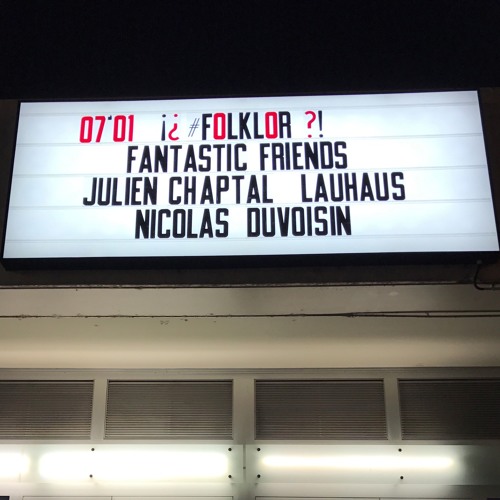 07'01 ¡¿ #FOLKLOR ?!
FANTASTIC FRIENDS
JULIEN CHAPTAL LAUHAUS
NICOLAS DUVOISIN